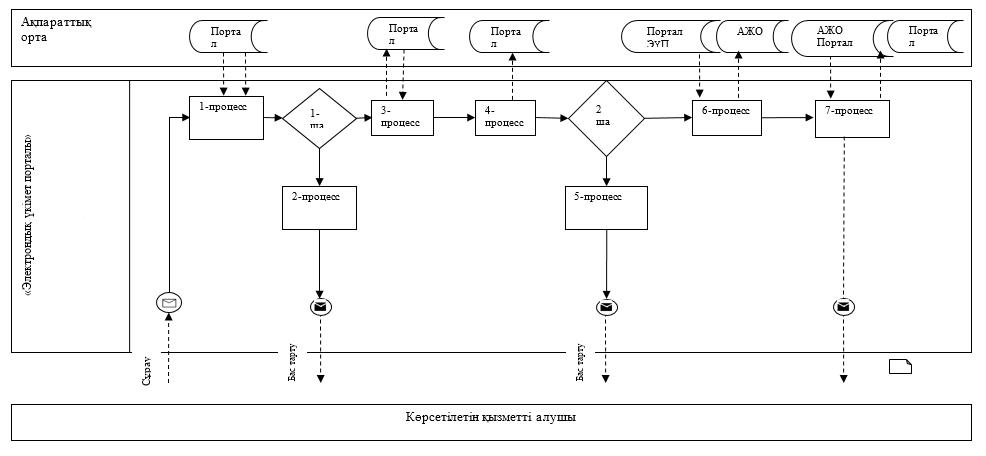 Ақпараттық
орта
Порта
л
Порта
л
Порта
л
Портал
ЭҮП
АЖО
АЖО
Портал
Порта
л
«Электрондық үкімет порталы»
1-процесс
1-
ша
3-
процесс
4-
процесс
2
ша
6-процесс
7-процесс
2-процесс
5-процесс
Сұрау
Бас тарту
Бас тарту
Көрсетілетін қызметті алушы